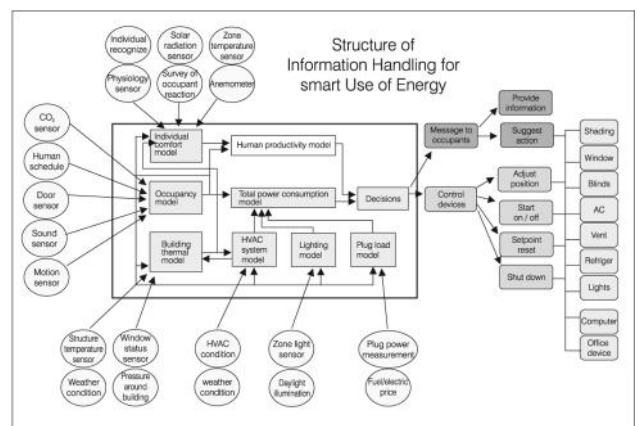 Structure of
Information Handling for
smart Use of Energy
Individual
recognize
Solar
radiation
sensor
Zone
temperature
sensor
Physiology
sensor
Survey of
occupant
reaction
Anemometer
CO₂
sensor
Human
schedule
Door
sensor
Sound
sensor
Motion
sensor
Individual
comfort
model
Human productivity model
Occupancy
model
Total power consumption
model
Decisions
Building
thermal
model
HVAC
system
model
Lighting
model
Plug load
model
Message to
occupants
Provide
information
Suggest
action
Control
devices
Adjust
position
Start
on / off
Setpoint
reset
Shut down
Shading
Window
Blinds
AC
Vent
Refriger
Lights
Computer
Office
device
Structure
temperature
sensor
Window
status
sensor
HVAC
condition
Zone light
sensor
Plug power
measurement
Weather
condition
Pressure
around
building
weather
condition
Daylight
illumination
Fuel/electric
price